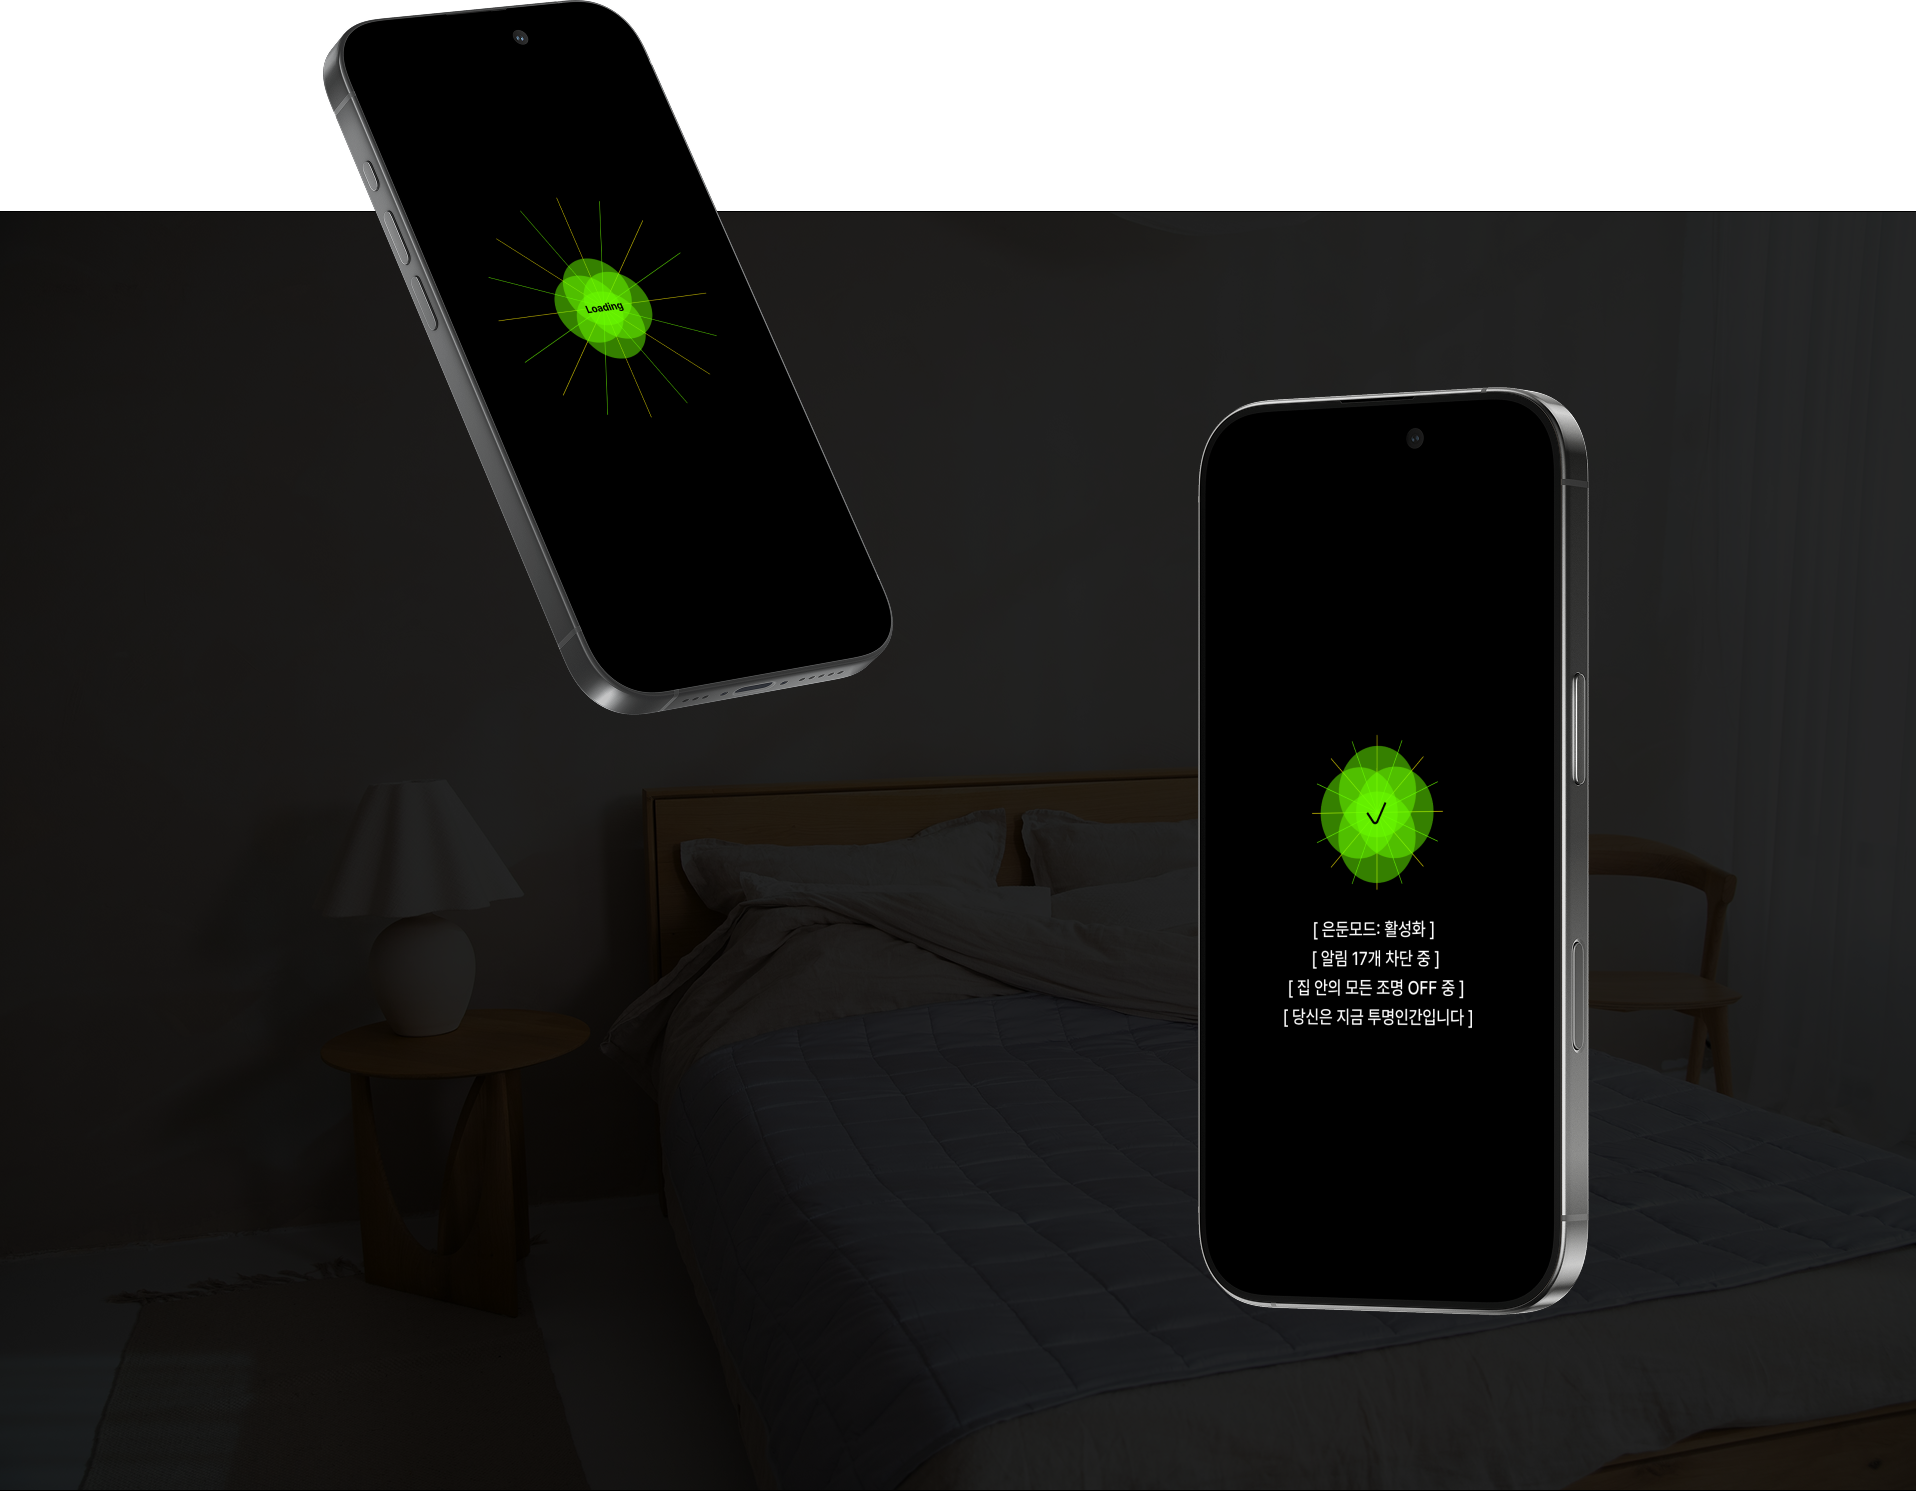 Loading
[ 은둔모드: 활성화 ]
[ 알림 17개 차단 중 ]
[ 집 안의 모든 조명 OFF 중 ]
[ 당신은 지금 투명인간입니다 ]